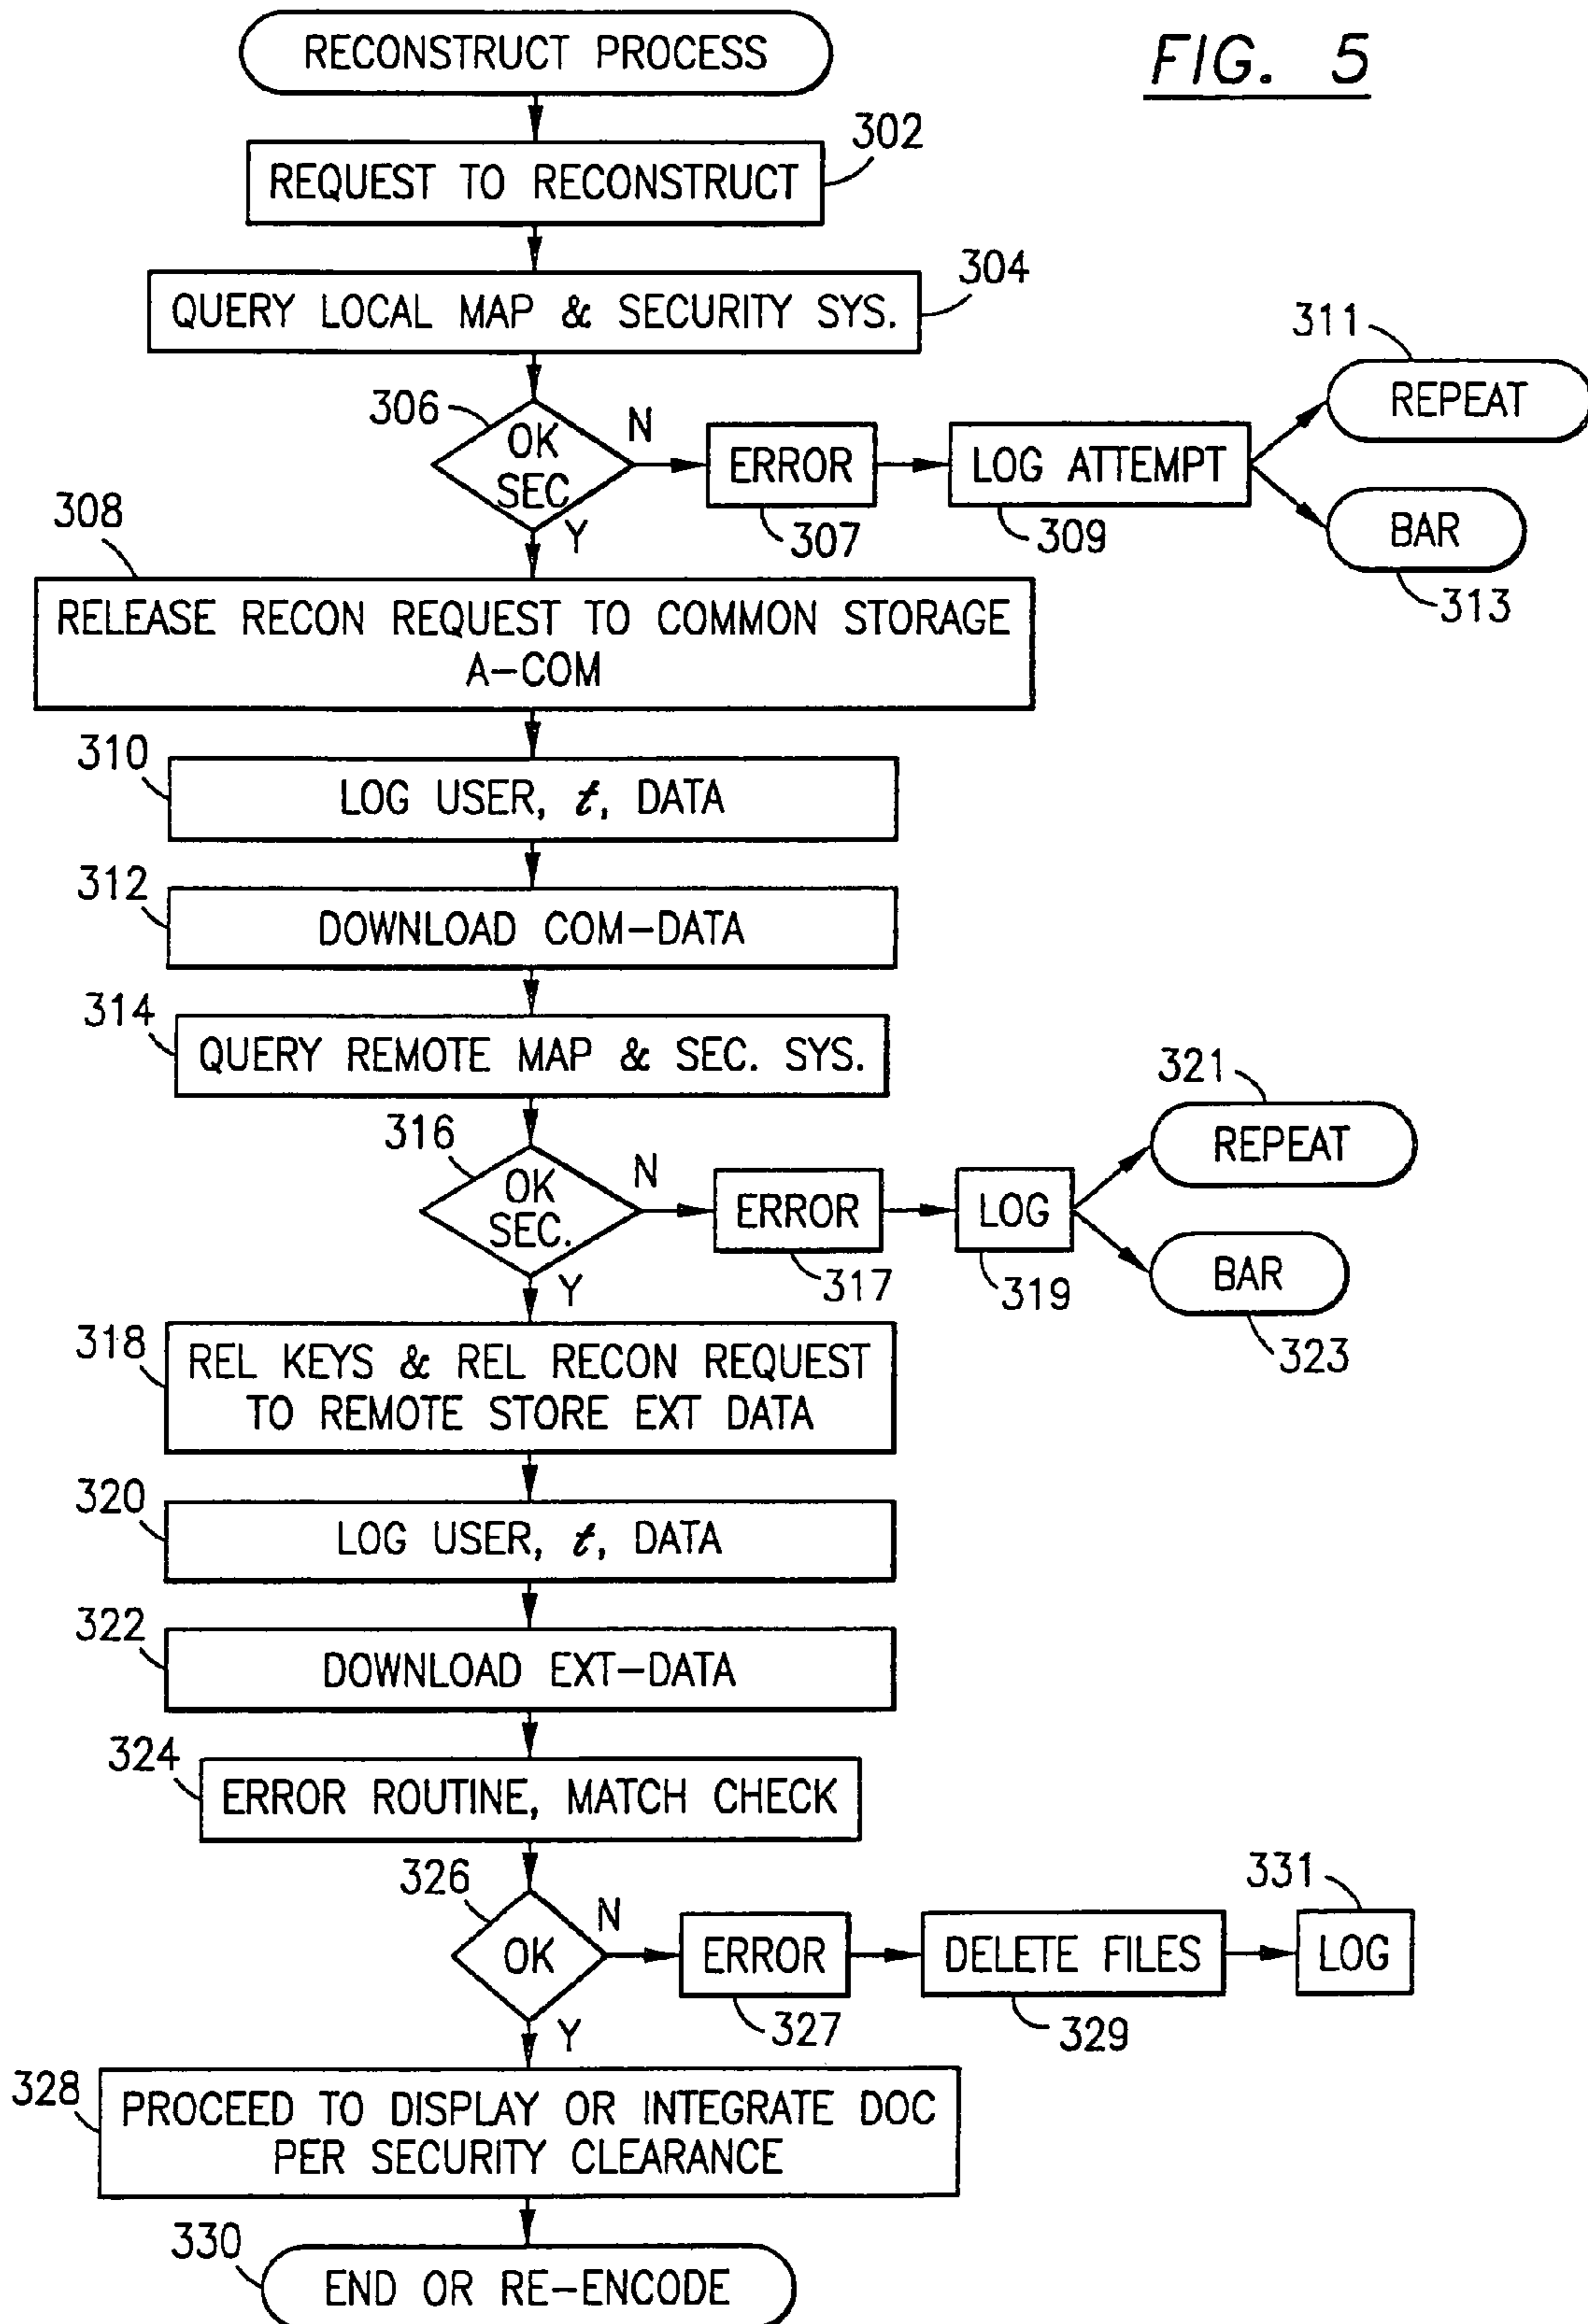 FIG. 5
RECONSTRUCT PROCESS
302
REQUEST TO RECONSTRUCT
304
QUERY LOCAL MAP & SECURITY SYS.
306
OK
SEC
N
Y
ERROR
307
LOG ATTEMPT
309
311
REPEAT
BAR
313
308
RELEASE RECON REQUEST TO COMMON STORAGE
A-COM
310
LOG USER, t, DATA
312
DOWNLOAD COM-DATA
314
QUERY REMOTE MAP & SEC. SYS.
316
OK
SEC.
N
Y
ERROR
317
LOG
319
321
REPEAT
BAR
323
318
REL KEYS & REL RECON REQUEST
TO REMOTE STORE EXT DATA
320
LOG USER, t, DATA
322
DOWNLOAD EXT-DATA
324
ERROR ROUTINE, MATCH CHECK
326
OK
N
Y
ERROR
327
DELETE FILES
329
331
LOG
328
PROCEED TO DISPLAY OR INTEGRATE DOC
PER SECURITY CLEARANCE
330
END OR RE-ENCODE